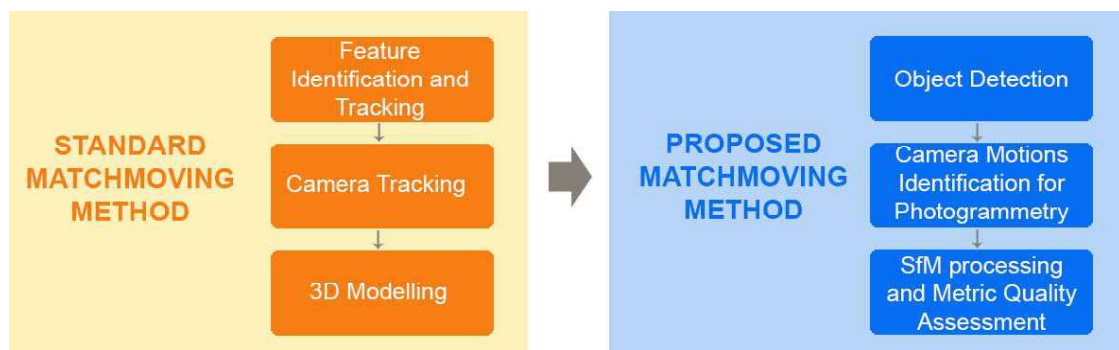 STANDARD
MATCHMOVING
METHOD
Feature
Identification and
Tracking
Camera Tracking
3D Modelling
PROPOSED
MATCHMOVING
METHOD
Object Detection
Camera Motions
Identification for
Photogrammetry
SfM processing
and Metric Quality
Assessment